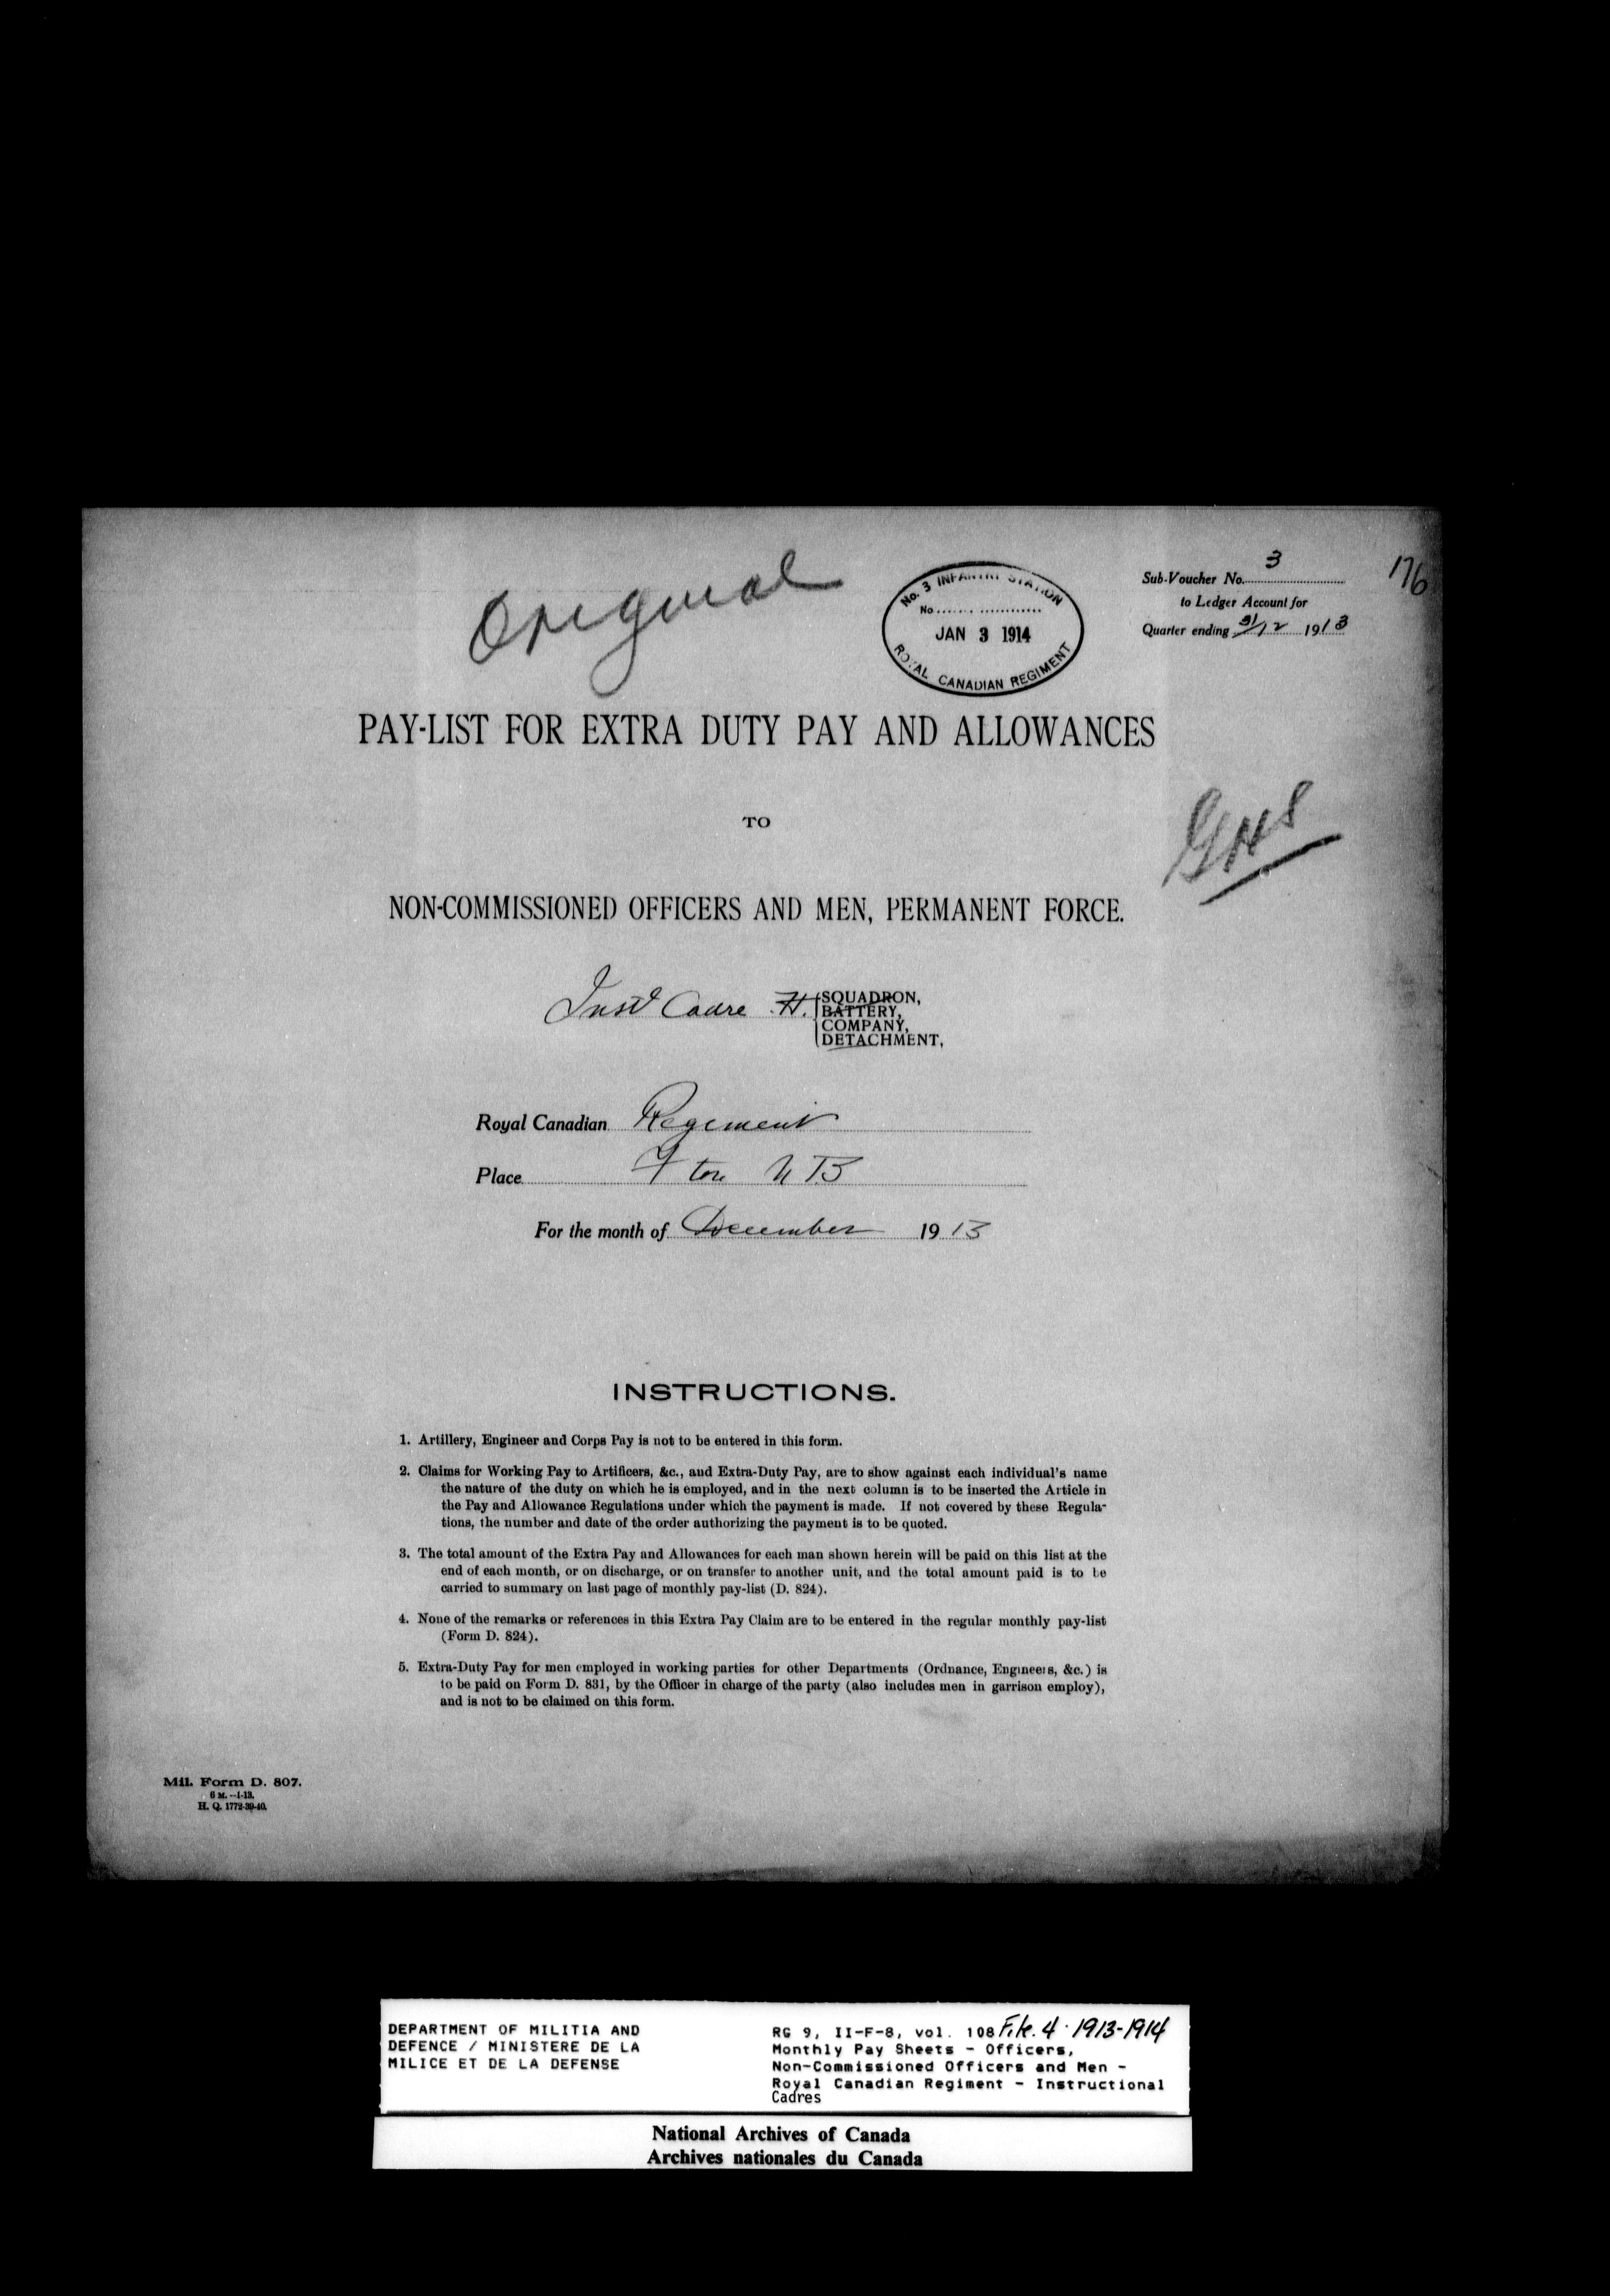 Original
No. 3 INFANTRY STATION
No
JAN 3 1914
ROYAL CANADIAN REGIMENT
Sub-Voucher No. 3
to Ledger Account for
Quarter ending 31/12 1913
176
PAY-LIST FOR EXTRA DUTY PAY AND ALLOWANCES
TO
NON-COMMISSIONED OFFICERS AND MEN, PERMANENT FORCE.
Inst Cadre H. SQUADRON,
BATTERY,
COMPANY,
DETACHMENT,
Royal Canadian Regiment
Place F ton N B
For the month of December 1913
INSTRUCTIONS.
1. Artillery, Engineer and Corps Pay is not to be entered in this form.
2. Claims for Working Pay to Artificers, &c., and Extra-Duty Pay, are to show against each individual's name
the nature of the duty on which he is employed, and in the next column is to be inserted the Article in
the Pay and Allowance Regulations under which the payment is made. If not covered by these Regula-
tions, the number and date of the order authorizing the payment is to be quoted.
3. The total amount of the Extra Pay and Allowances for each man shown herein will be paid on this list at the
end of each month, or on discharge, or on transfer to another unit, and the total amount paid is to be
carried to summary on last page of monthly pay-list (D. 824).
4. None of the remarks or references in this Extra Pay Claim are to be entered in the regular monthly pay-list
(Form D. 824).
5. Extra-Duty Pay for men employed in working parties for other Departments (Ordnance, Engineers, &c.) is
to be paid on Form D. 831, by the Officer in charge of the party (also includes men in garrison employ),
and is not to be claimed on this form.
Mil. Form D. 807.
6 M.--1-13.
H. Q. 1772-39-40.
DEPARTMENT OF MILITIA AND
DEFENCE / MINISTERE DE LA
MILICE ET DE LA DEFENSE
RG 9, II-F-8, vol. 108 File. 4. 1913-1914
Monthly Pay Sheets - Officers,
Non-Commissioned Officers and Men -
Royal Canadian Regiment - Instructional
Cadres
National Archives of Canada
Archives nationales du Canada